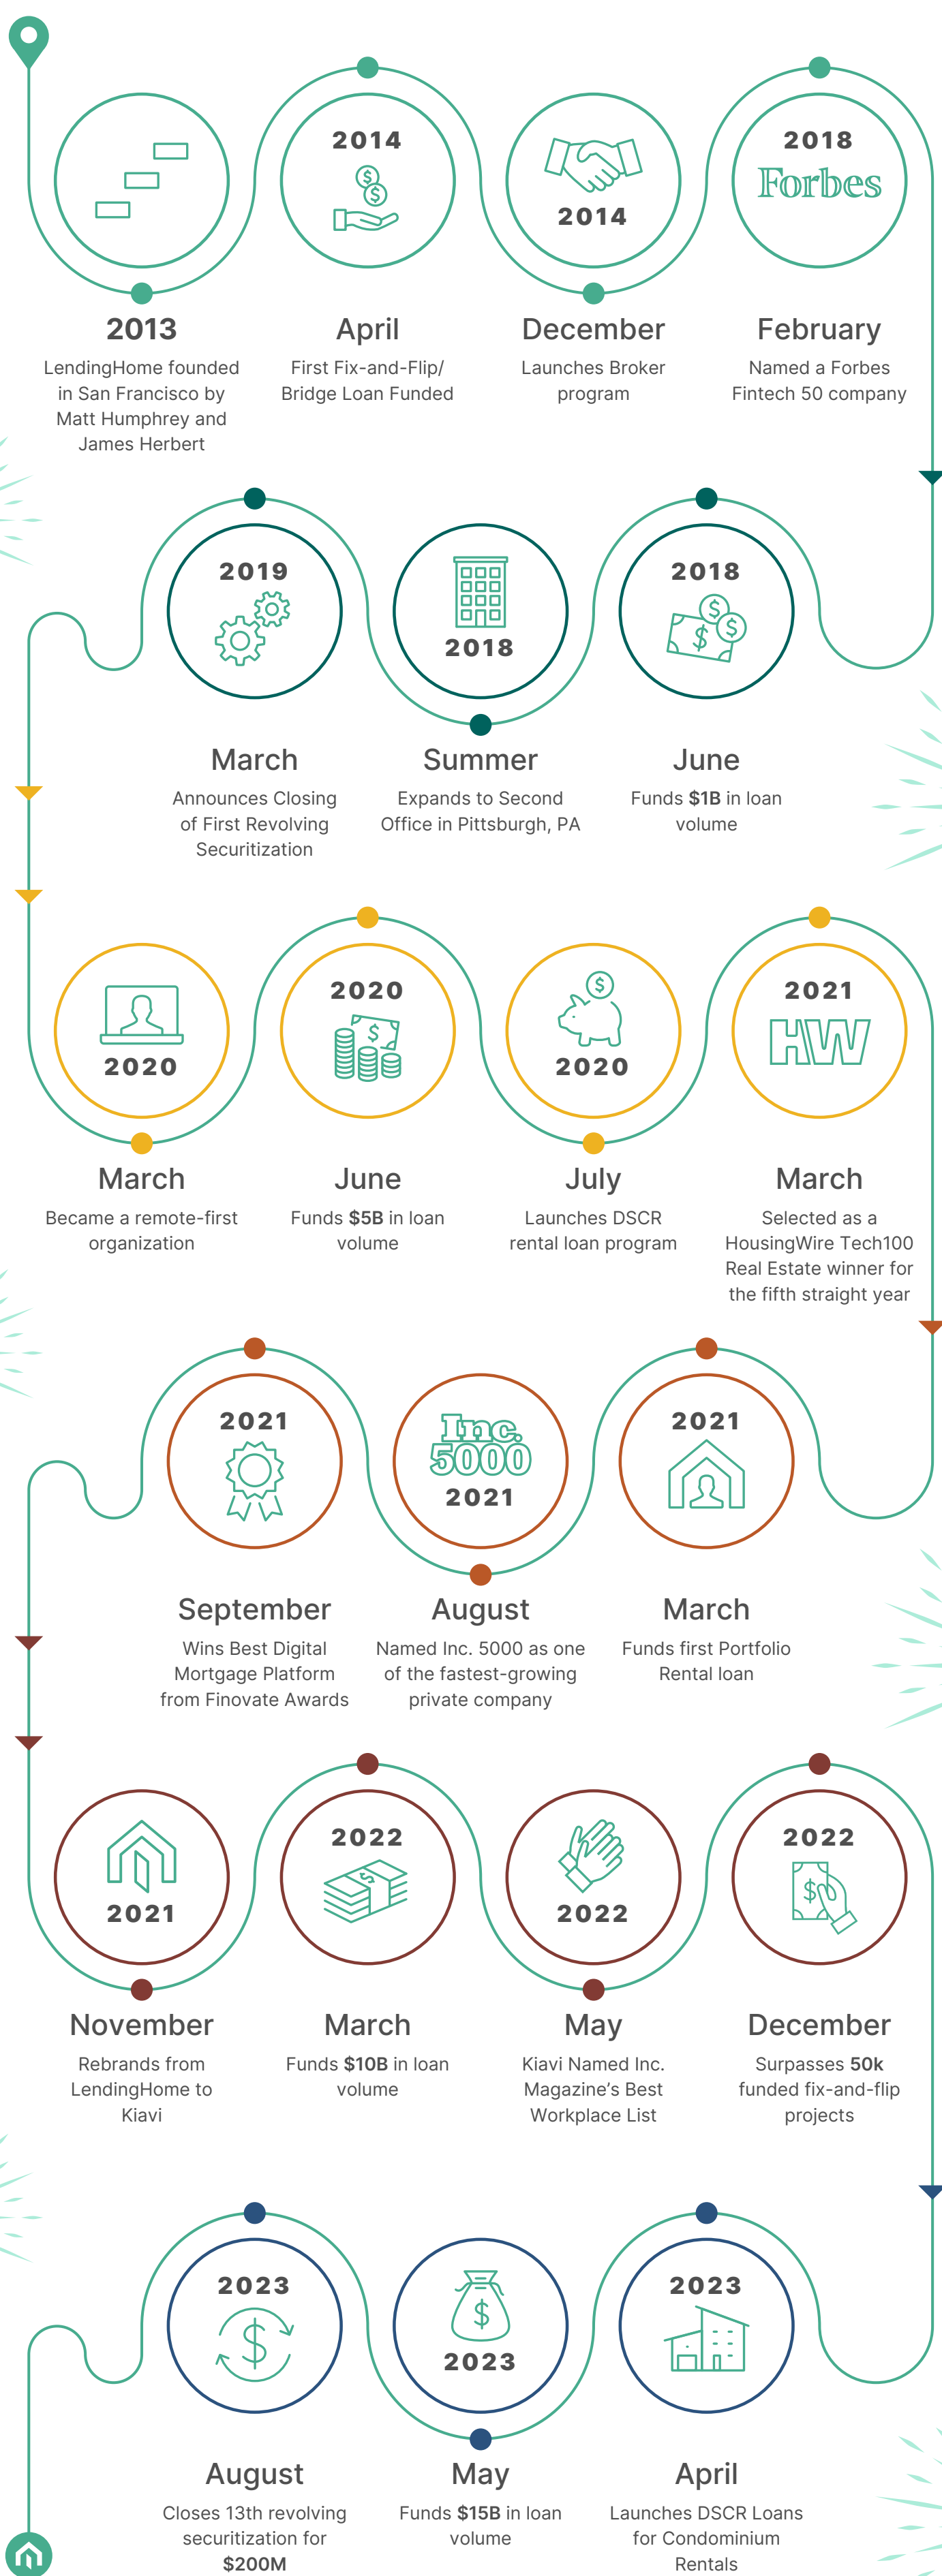 2013
LendingHome founded
in San Francisco by
Matt Humphrey and
James Herbert
2014
April
First Fix-and-Flip/
Bridge Loan Funded
2014
December
Launches Broker
program
2018
Forbes
February
Named a Forbes
Fintech 50 company
2018
June
Funds $1B in loan
volume
2018
Summer
Expands to Second
Office in Pittsburgh, PA
2019
March
Announces Closing
of First Revolving
Securitization
2020
March
Became a remote-first
organization
2020
June
Funds $5B in loan
volume
2020
July
Launches DSCR
rental loan program
2021
HW
March
Selected as a
HousingWire Tech100
Real Estate winner for
the fifth straight year
2021
March
Funds first Portfolio
Rental loan
Inc.
5000
2021
August
Named Inc. 5000 as one
of the fastest-growing
private company
2021
September
Wins Best Digital
Mortgage Platform
from Finovate Awards
2021
November
Rebrands from
LendingHome to
Kiavi
2022
March
Funds $10B in loan
volume
2022
May
Kiavi Named Inc.
Magazine’s Best
Workplace List
2022
December
Surpasses 50k
funded fix-and-flip
projects
2023
April
Launches DSCR Loans
for Condominium
Rentals
2023
May
Funds $15B in loan
volume
2023
August
Closes 13th revolving
securitization for
$200M